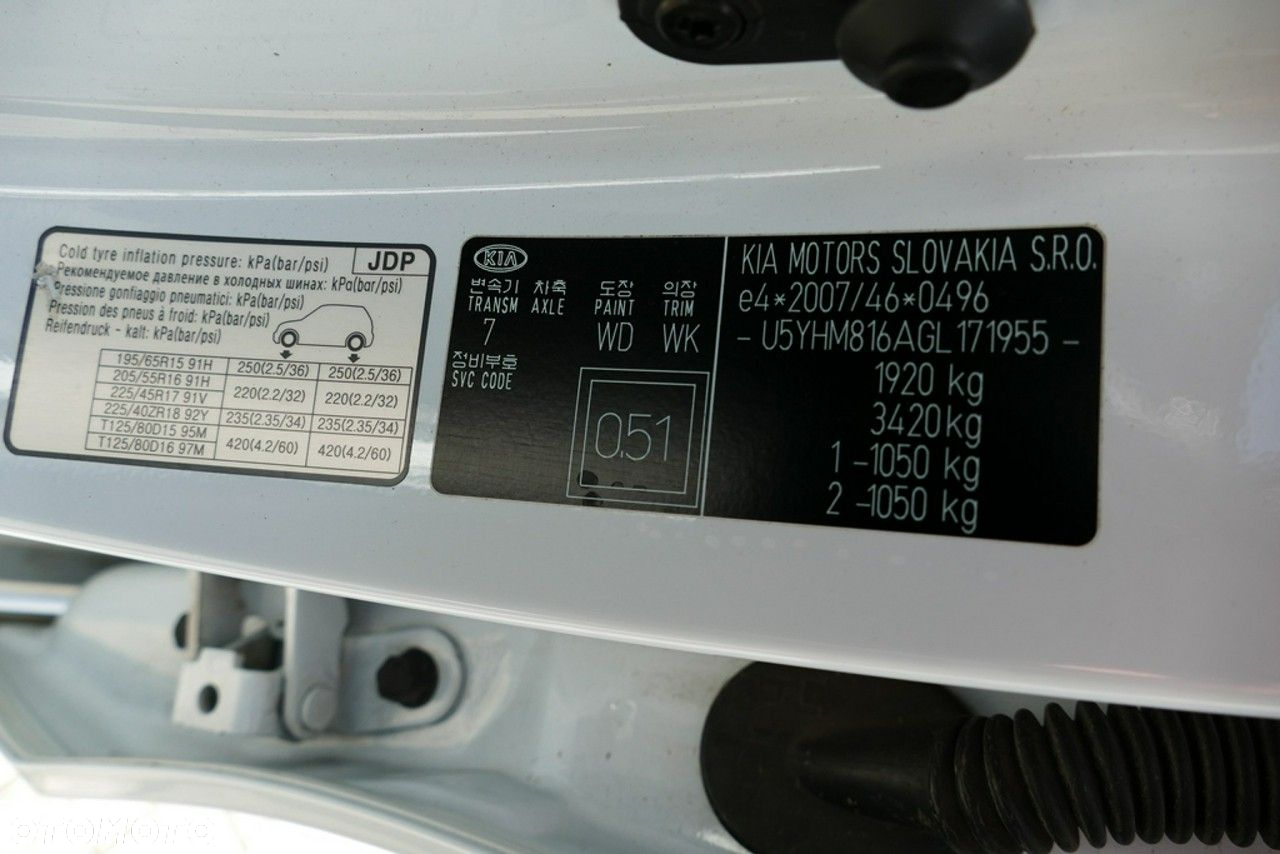 Cold tyre inflation pressure: kPa(bar/psi) JDP
Рекомендуемое давление в холодных шинах: kPa(bar/psi)
Pressione gonfiaggio pneumatici: kPa(bar/psi)
Pression des pneus à froid: kPa(bar/psi)
Reifendruck - kalt: kPa(bar/psi)
195/65R15 91H 250(2.5/36) 250(2.5/36)
205/55R16 91H
225/45R17 91V 220(2.2/32) 220(2.2/32)
225/40ZR18 92Y 235(2.35/34) 235(2.35/34)
T125/80D15 95M 420(4.2/60) 420(4.2/60)
T125/80D16 97M
KIA
변속기 차축 도장 의장
TRANSM AXLE PAINT TRIM
7 WD WK
정비부호
SVC CODE
0.51
KIA MOTORS SLOVAKIA S.R.O.
e4*2007/46*0496
- U5YHM816AGL171955 -
1920 kg
3420 kg
1 -1050 kg
2 -1050 kg
OTOMOTO